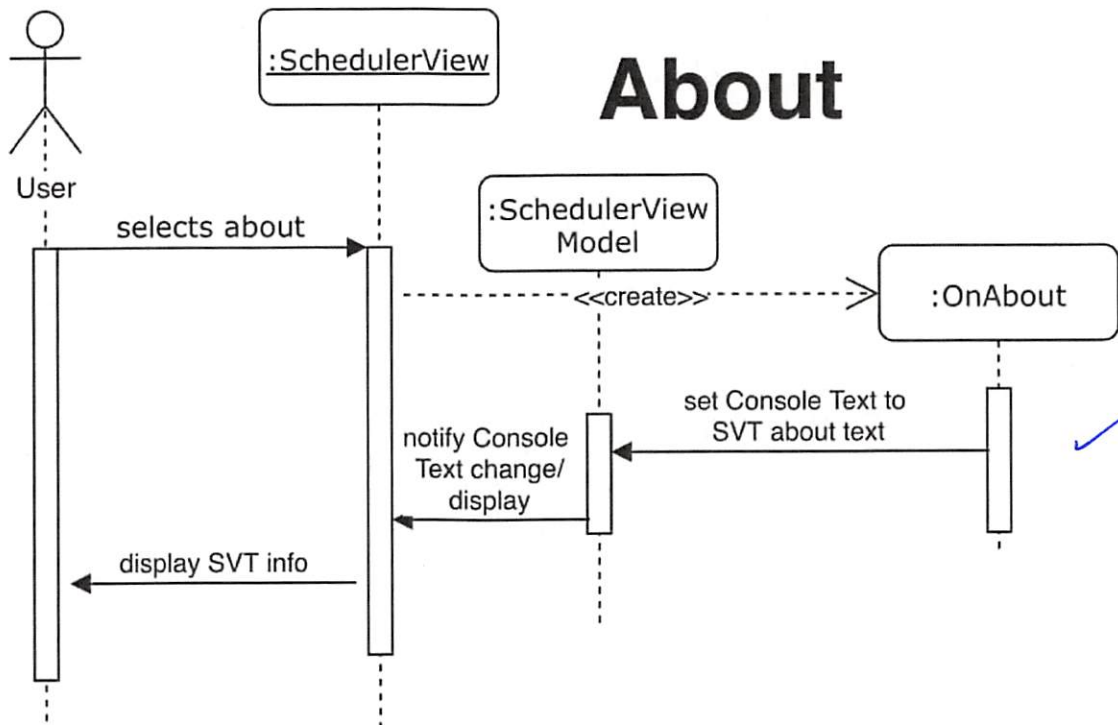 :SchedulerView
About
User
:SchedulerView
Model
selects about
<<create>>
:OnAbout
set Console Text to
SVT about text
notify Console
Text change/
display
display SVT info